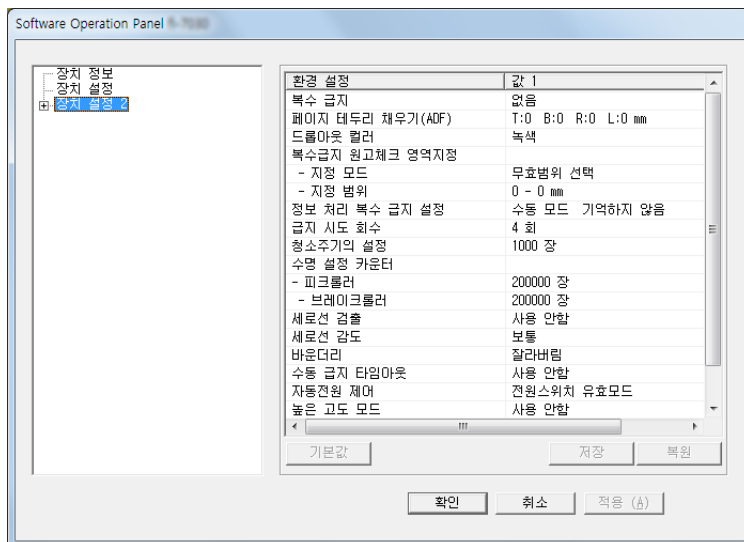 Software Operation Panel
장치 정보
장치 설정
장치 설정 2
환경 설정 값 1
복수 급지 없음
페이지 테두리 채우기(ADF) T:0 B:0 R:0 L:0 mm
드롭아웃 컬러 녹색
복수급지 원고체크 영역지정
- 지정 모드 무효범위 선택
- 지정 범위 0 - 0 mm
정보 처리 복수 급지 설정 수동 모드 기억하지 않음
급지 시도 회수 4 회
청소주기의 설정 1000 장
수명 설정 카운터
- 피크롤러 200000 장
- 브레이크롤러 200000 장
세로선 검출 사용 안함
세로선 감도 보통
바운더리 잘라버림
수동 급지 타임아웃 사용 안함
자동전원 제어 전원스위치 유효모드
높은 고도 모드 사용 안함
기본값 저장 복원
확인 취소 적용 (A)